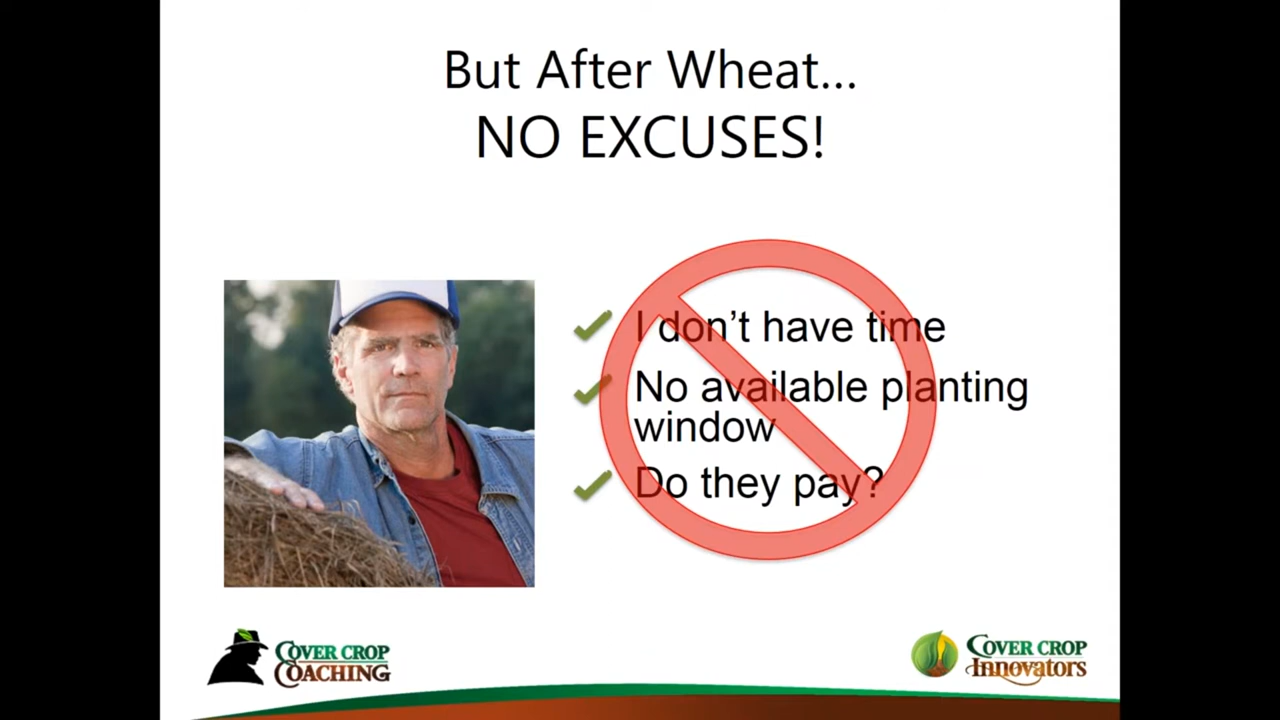 But After Wheat…
NO EXCUSES!
I don’t have time
No available planting
window
Do they pay?
COVER CROP
COACHING
COVER CROP
INNOVATORS